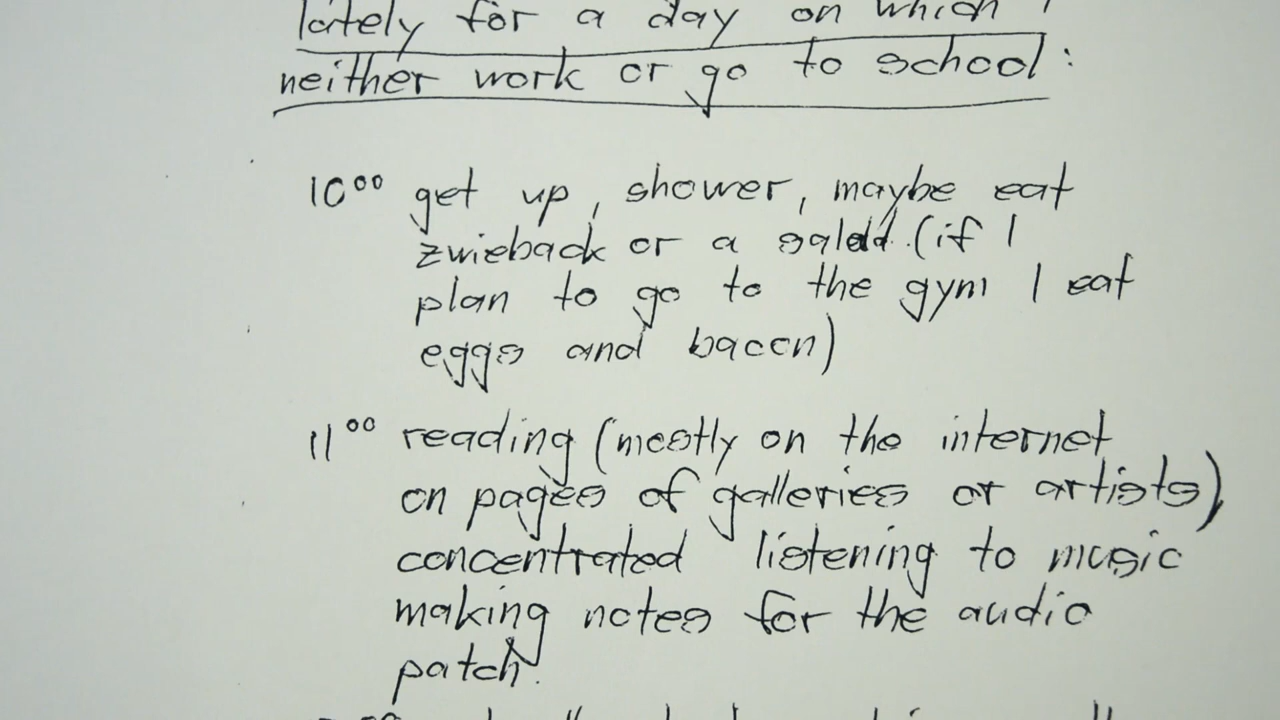 lately for a day on which I
neither work or go to school:
10⁰⁰ get up, shower, maybe eat
zwieback or a salad. (if I
plan to go to the gym I eat
eggs and bacon)
11⁰⁰ reading (mostly on the internet
on pages of galleries or artists),
concentrated listening to music
making notes for the audio
patch.